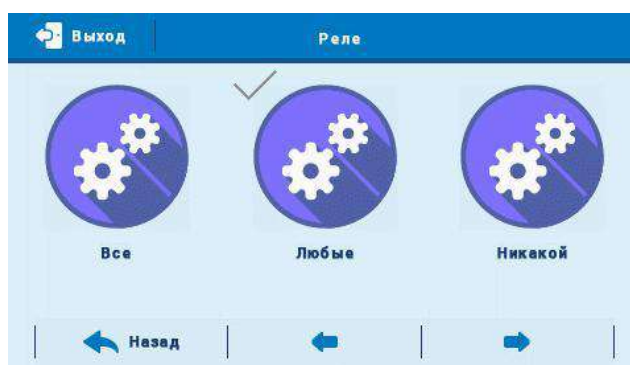 Выход
Реле
Все
Любые
Никакой
Назад